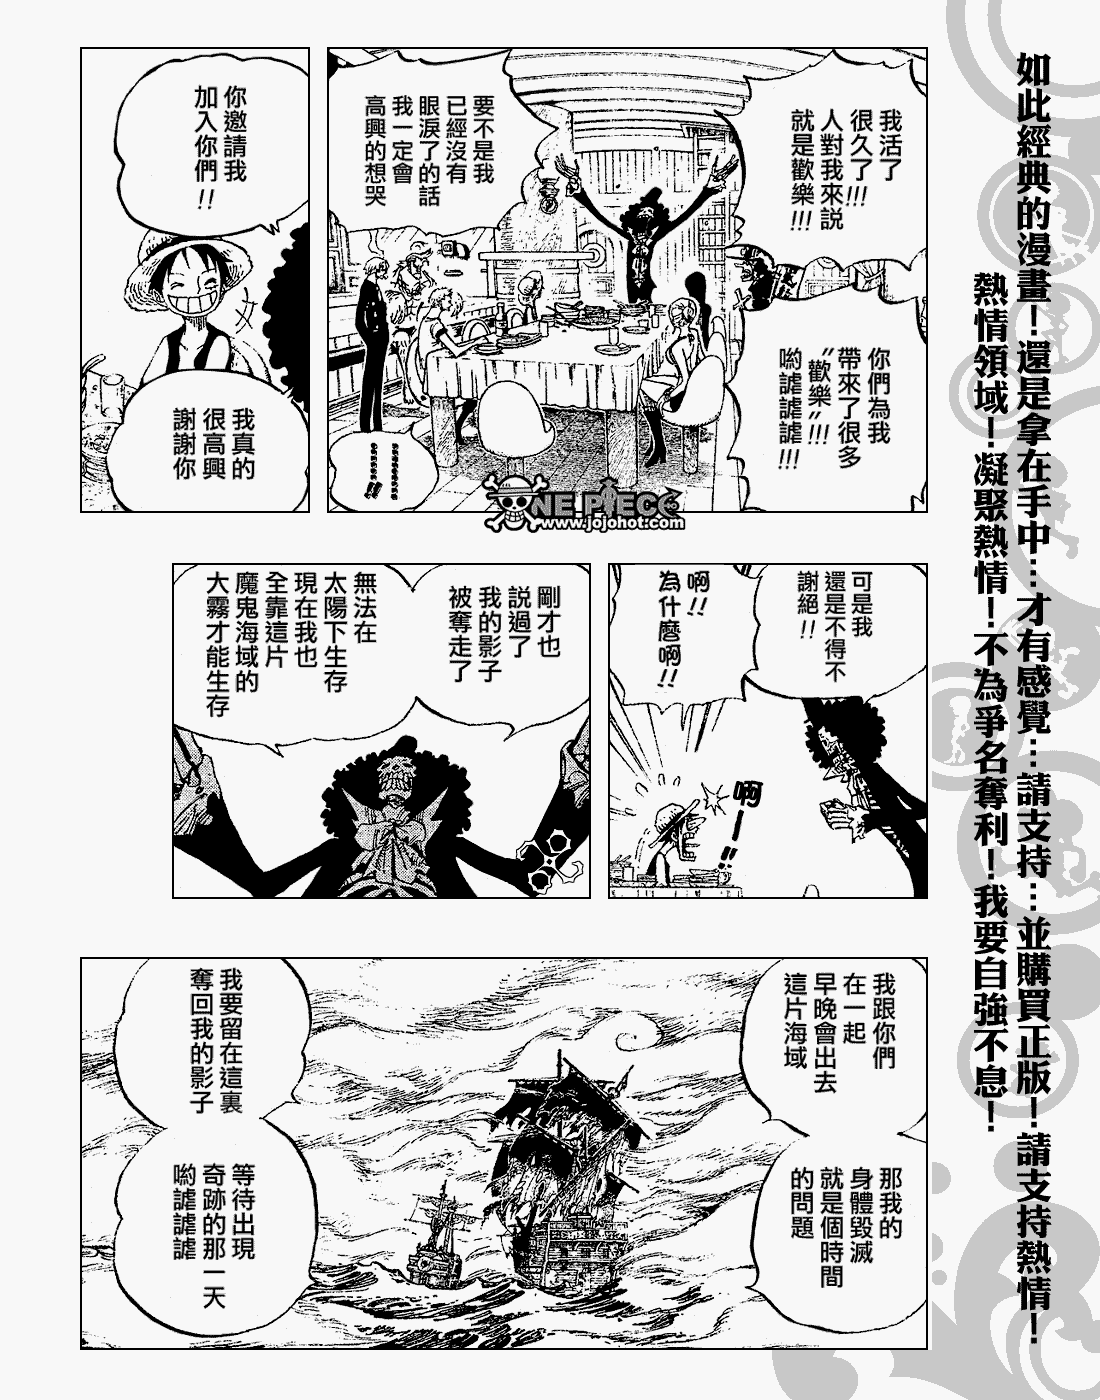 我活了
很久了!!!
人對我來說
就是歡樂!!!
你們為我
帶來了很多
"歡樂"!!!
喲謔謔謔!!!
要不是我
已經沒有
眼淚了的話
我一定會
高興的想哭
ONE PIECE
www.jojohot.com
你邀請我
加入你們!!
我真的
很高興
謝謝你
可是我
還是不得不
謝絕!!
啊!!
為什麼啊!!
啊—!!
剛才也
說過了
我的影子
被奪走了
無法在
太陽下生存
現在我也
全靠這片
魔鬼海域的
大霧才能生存
我跟你們
在一起
早晚會出去
這片海域
那我的
身體毀滅
就是個時間
的問題
我要留在這裏
奪回我的影子
等待出現
奇跡的那一天
喲謔謔謔
如此經典的漫畫!還是拿在手中…才有感覺…請支持…並購買正版!請支持熱情!
熱情領域!凝聚熱情!不為爭名奪利!我要自強不息!